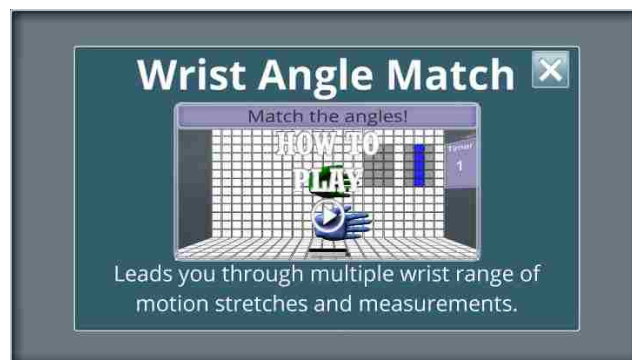 Wrist Angle Match
Match the angles!
HOW TO
PLAY
Timer
1
Leads you through multiple wrist range of
motion stretches and measurements.